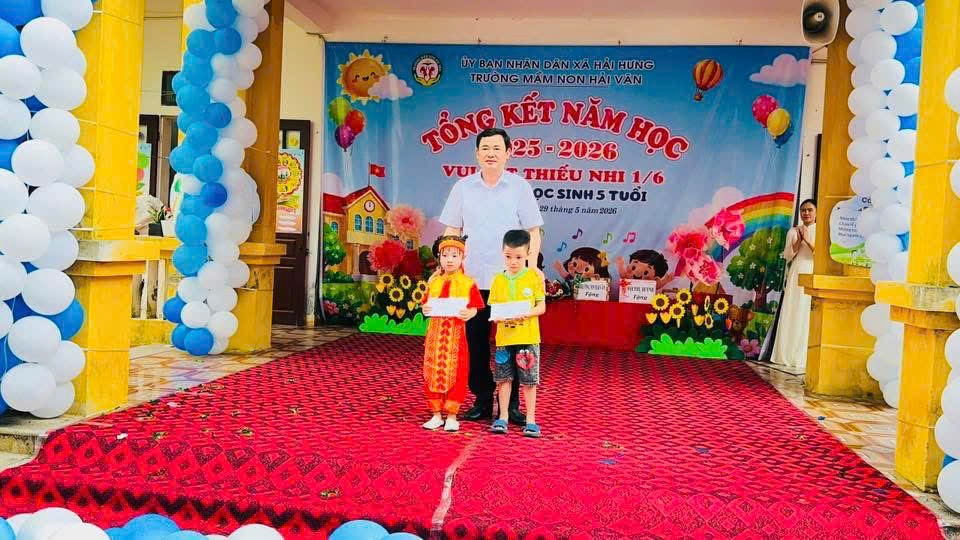 ỦY BAN NHÂN DÂN XÃ HẢI HƯNG
TRƯỜNG MẦM NON HẢI VÂN
TỔNG KẾT NĂM HỌC
25 - 2026
VUI T THIẾU NHI 1/6
ỌC SINH 5 TUỔI
29 tháng 5 năm 2026
Tặng
Tặng